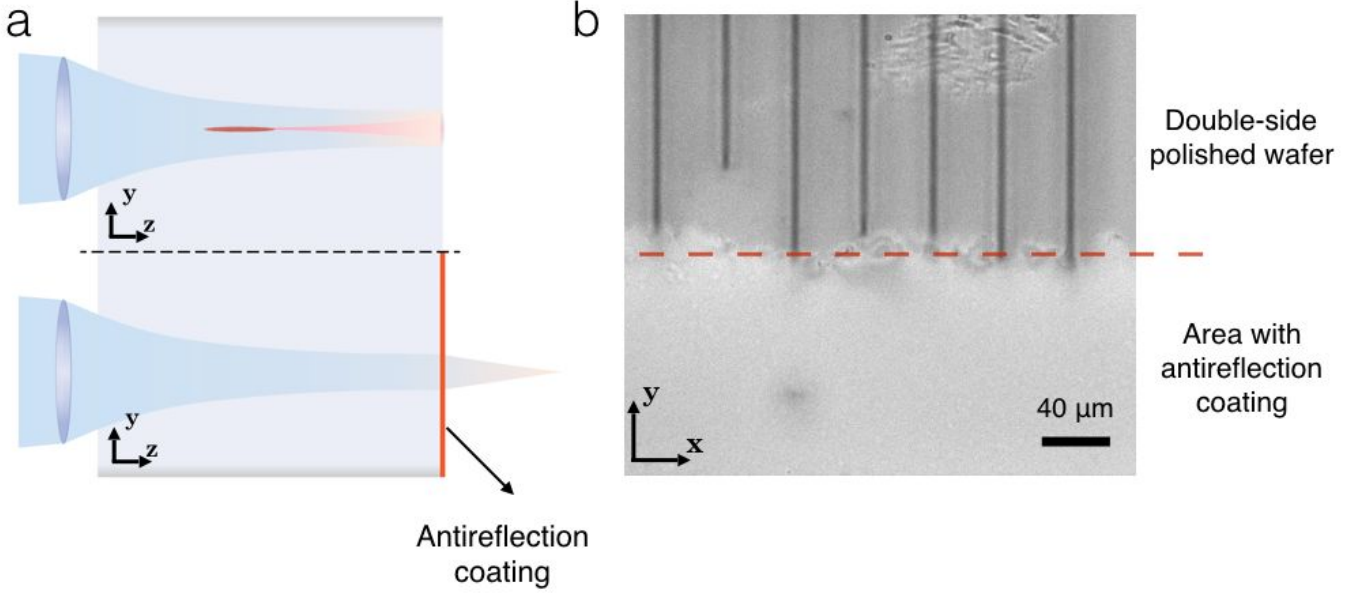 a
y
z
y
z
Antireflection
coating
b
Double-side
polished wafer
Area with
antireflection
coating
y
x
40 μm